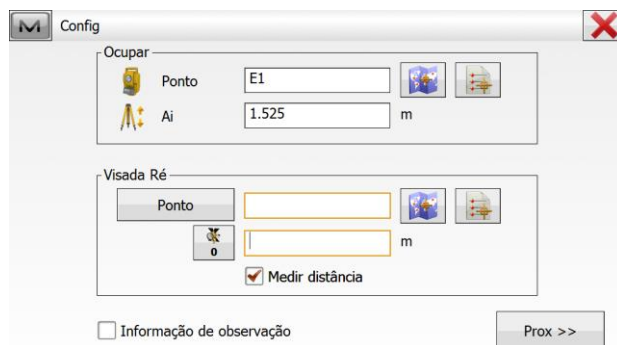 Config
Ocupar
Ponto E1
Ai 1.525 m
Visada Ré
Ponto
0 m
Medir distância
Informação de observação
Prox >>